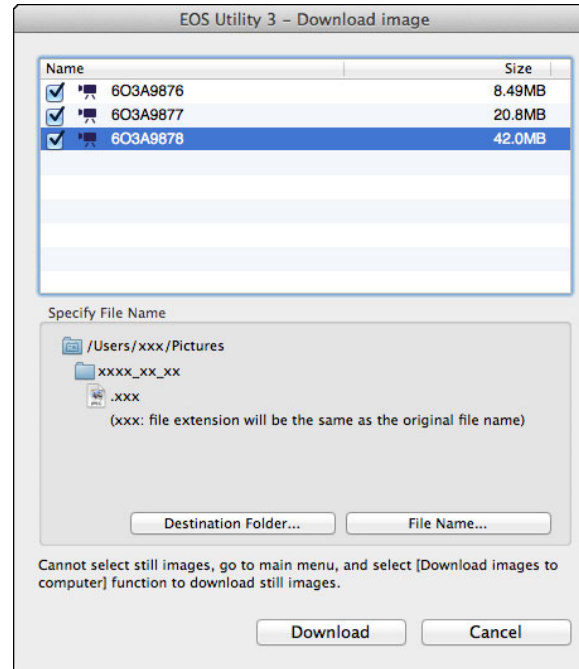 EOS Utility 3 – Download image
Name Size
6O3A9876 8.49MB
6O3A9877 20.8MB
6O3A9878 42.0MB
Specify File Name
/Users/xxx/Pictures
xxxx_xx_xx
.xxx
(xxx: file extension will be the same as the original file name)
Destination Folder... File Name...
Cannot select still images, go to main menu, and select [Download images to
computer] function to download still images.
Download Cancel